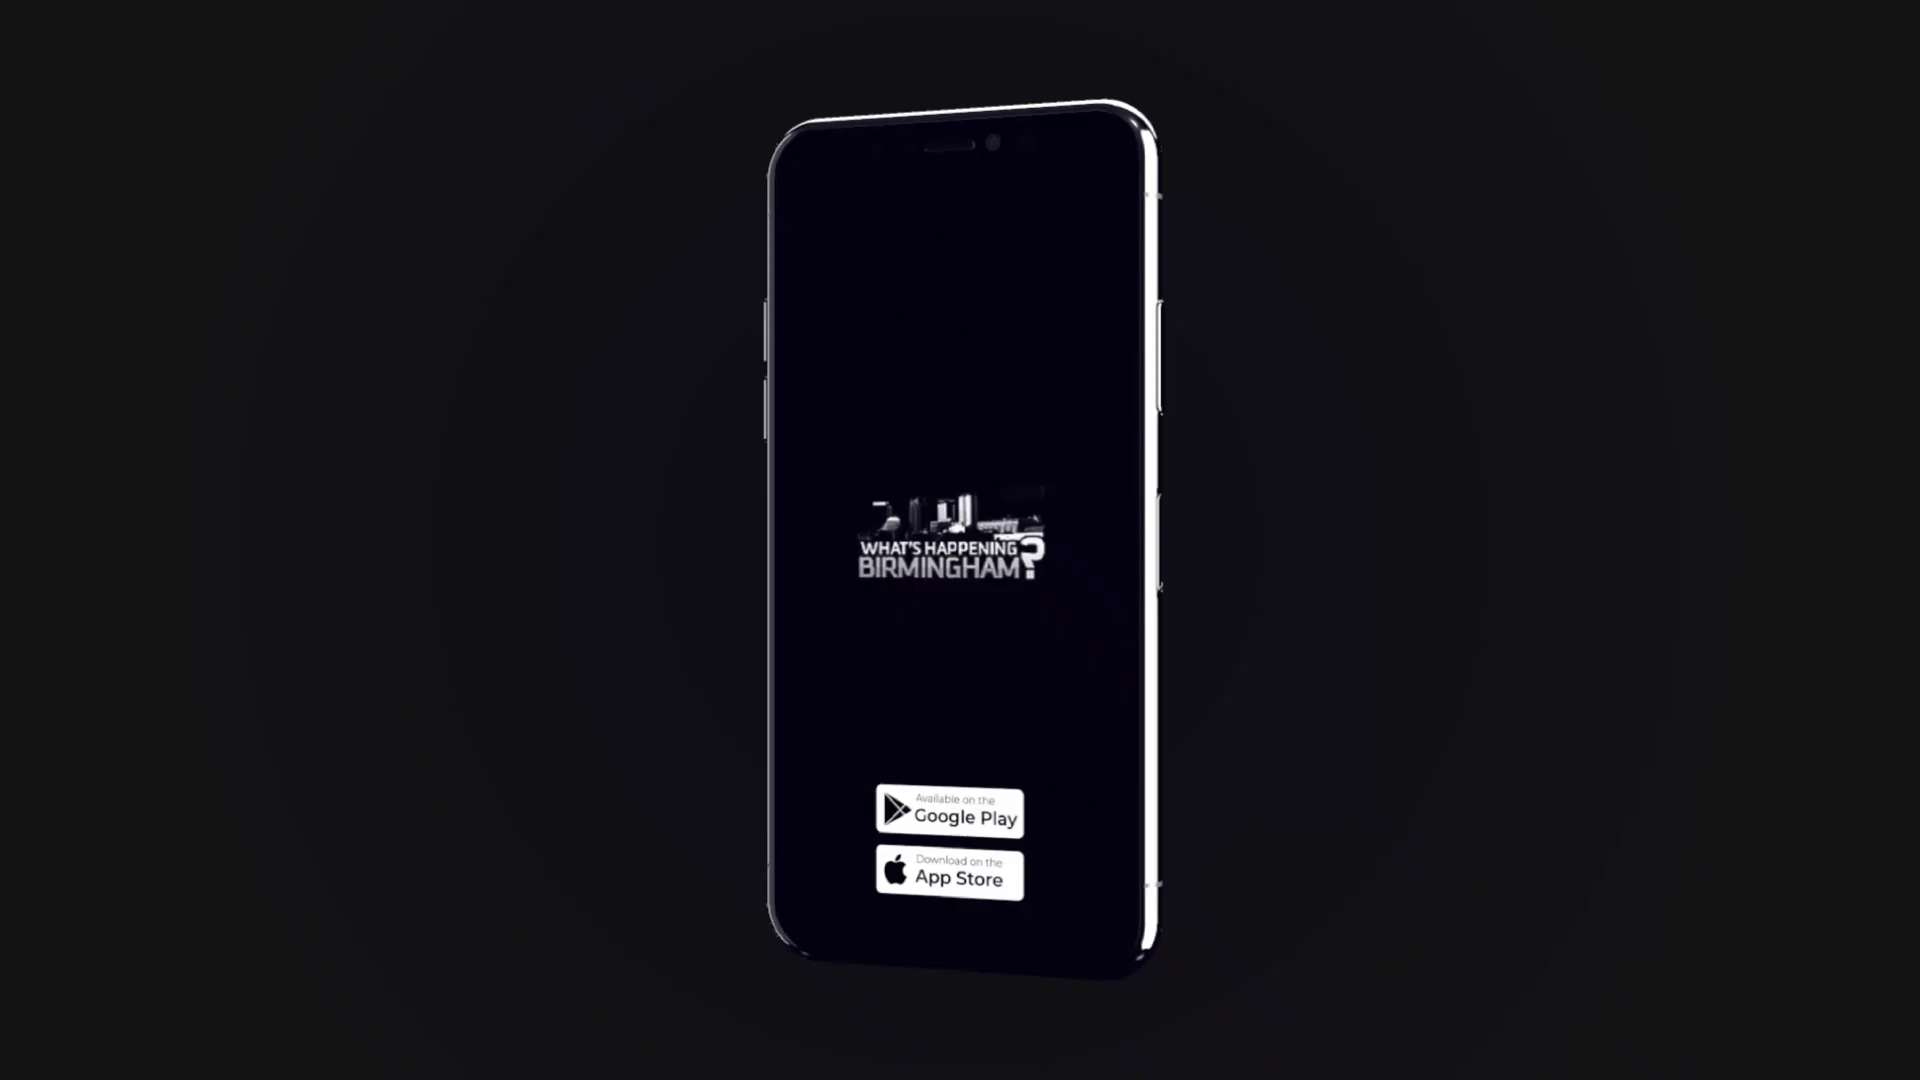 WHAT'S HAPPENING
BIRMINGHAM?
Available on the
Google Play
Download on the
App Store